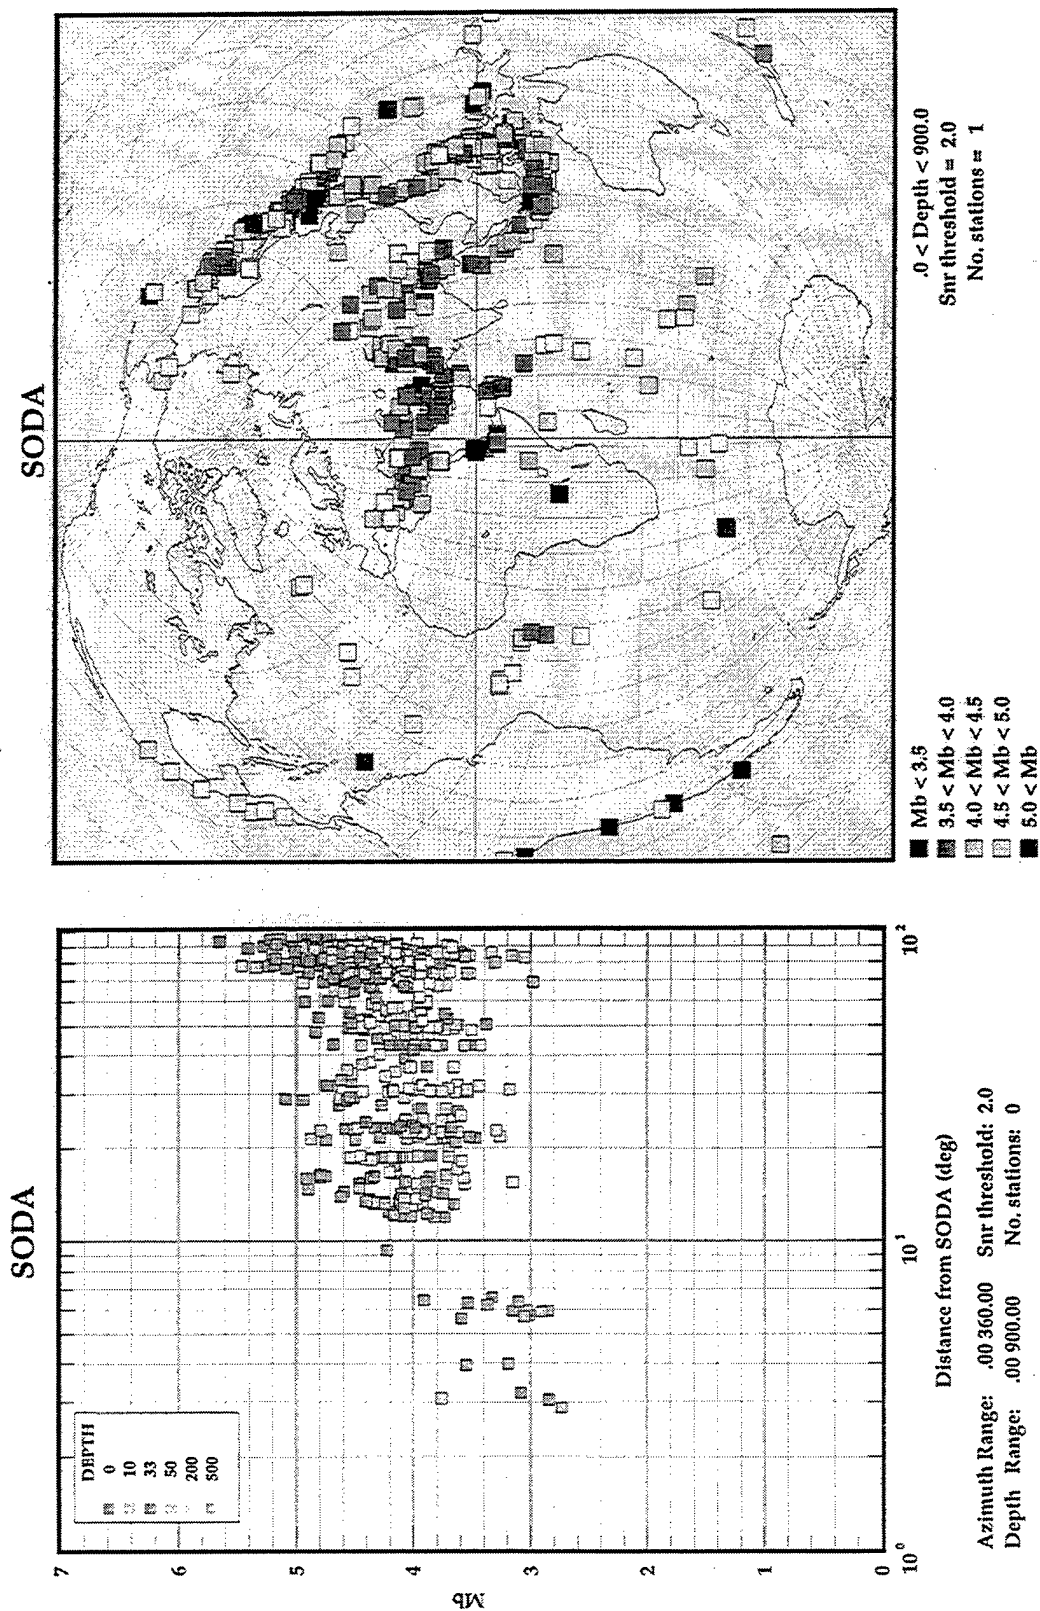 SODA
7
6
5
4
3
2
1
0
Mb
DEPTH
0
10
33
50
200
500
10⁰
10¹
10²
Distance from SODA (deg)
Azimuth Range: .00 360.00 Snr threshold: 2.0
Depth Range: .00 900.00 No. stations: 0
SODA
Mb < 3.5
3.5 < Mb < 4.0
4.0 < Mb < 4.5
4.5 < Mb < 5.0
5.0 < Mb
.0 < Depth < 900.0
Snr threshold = 2.0
No. stations = 1